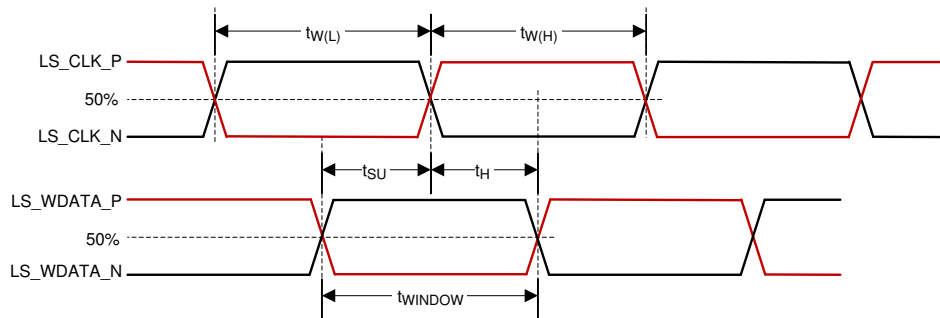 tW(L)
tW(H)
LS_CLK_P
50%
LS_CLK_N
tSU
tH
LS_WDATA_P
50%
LS_WDATA_N
tWINDOW